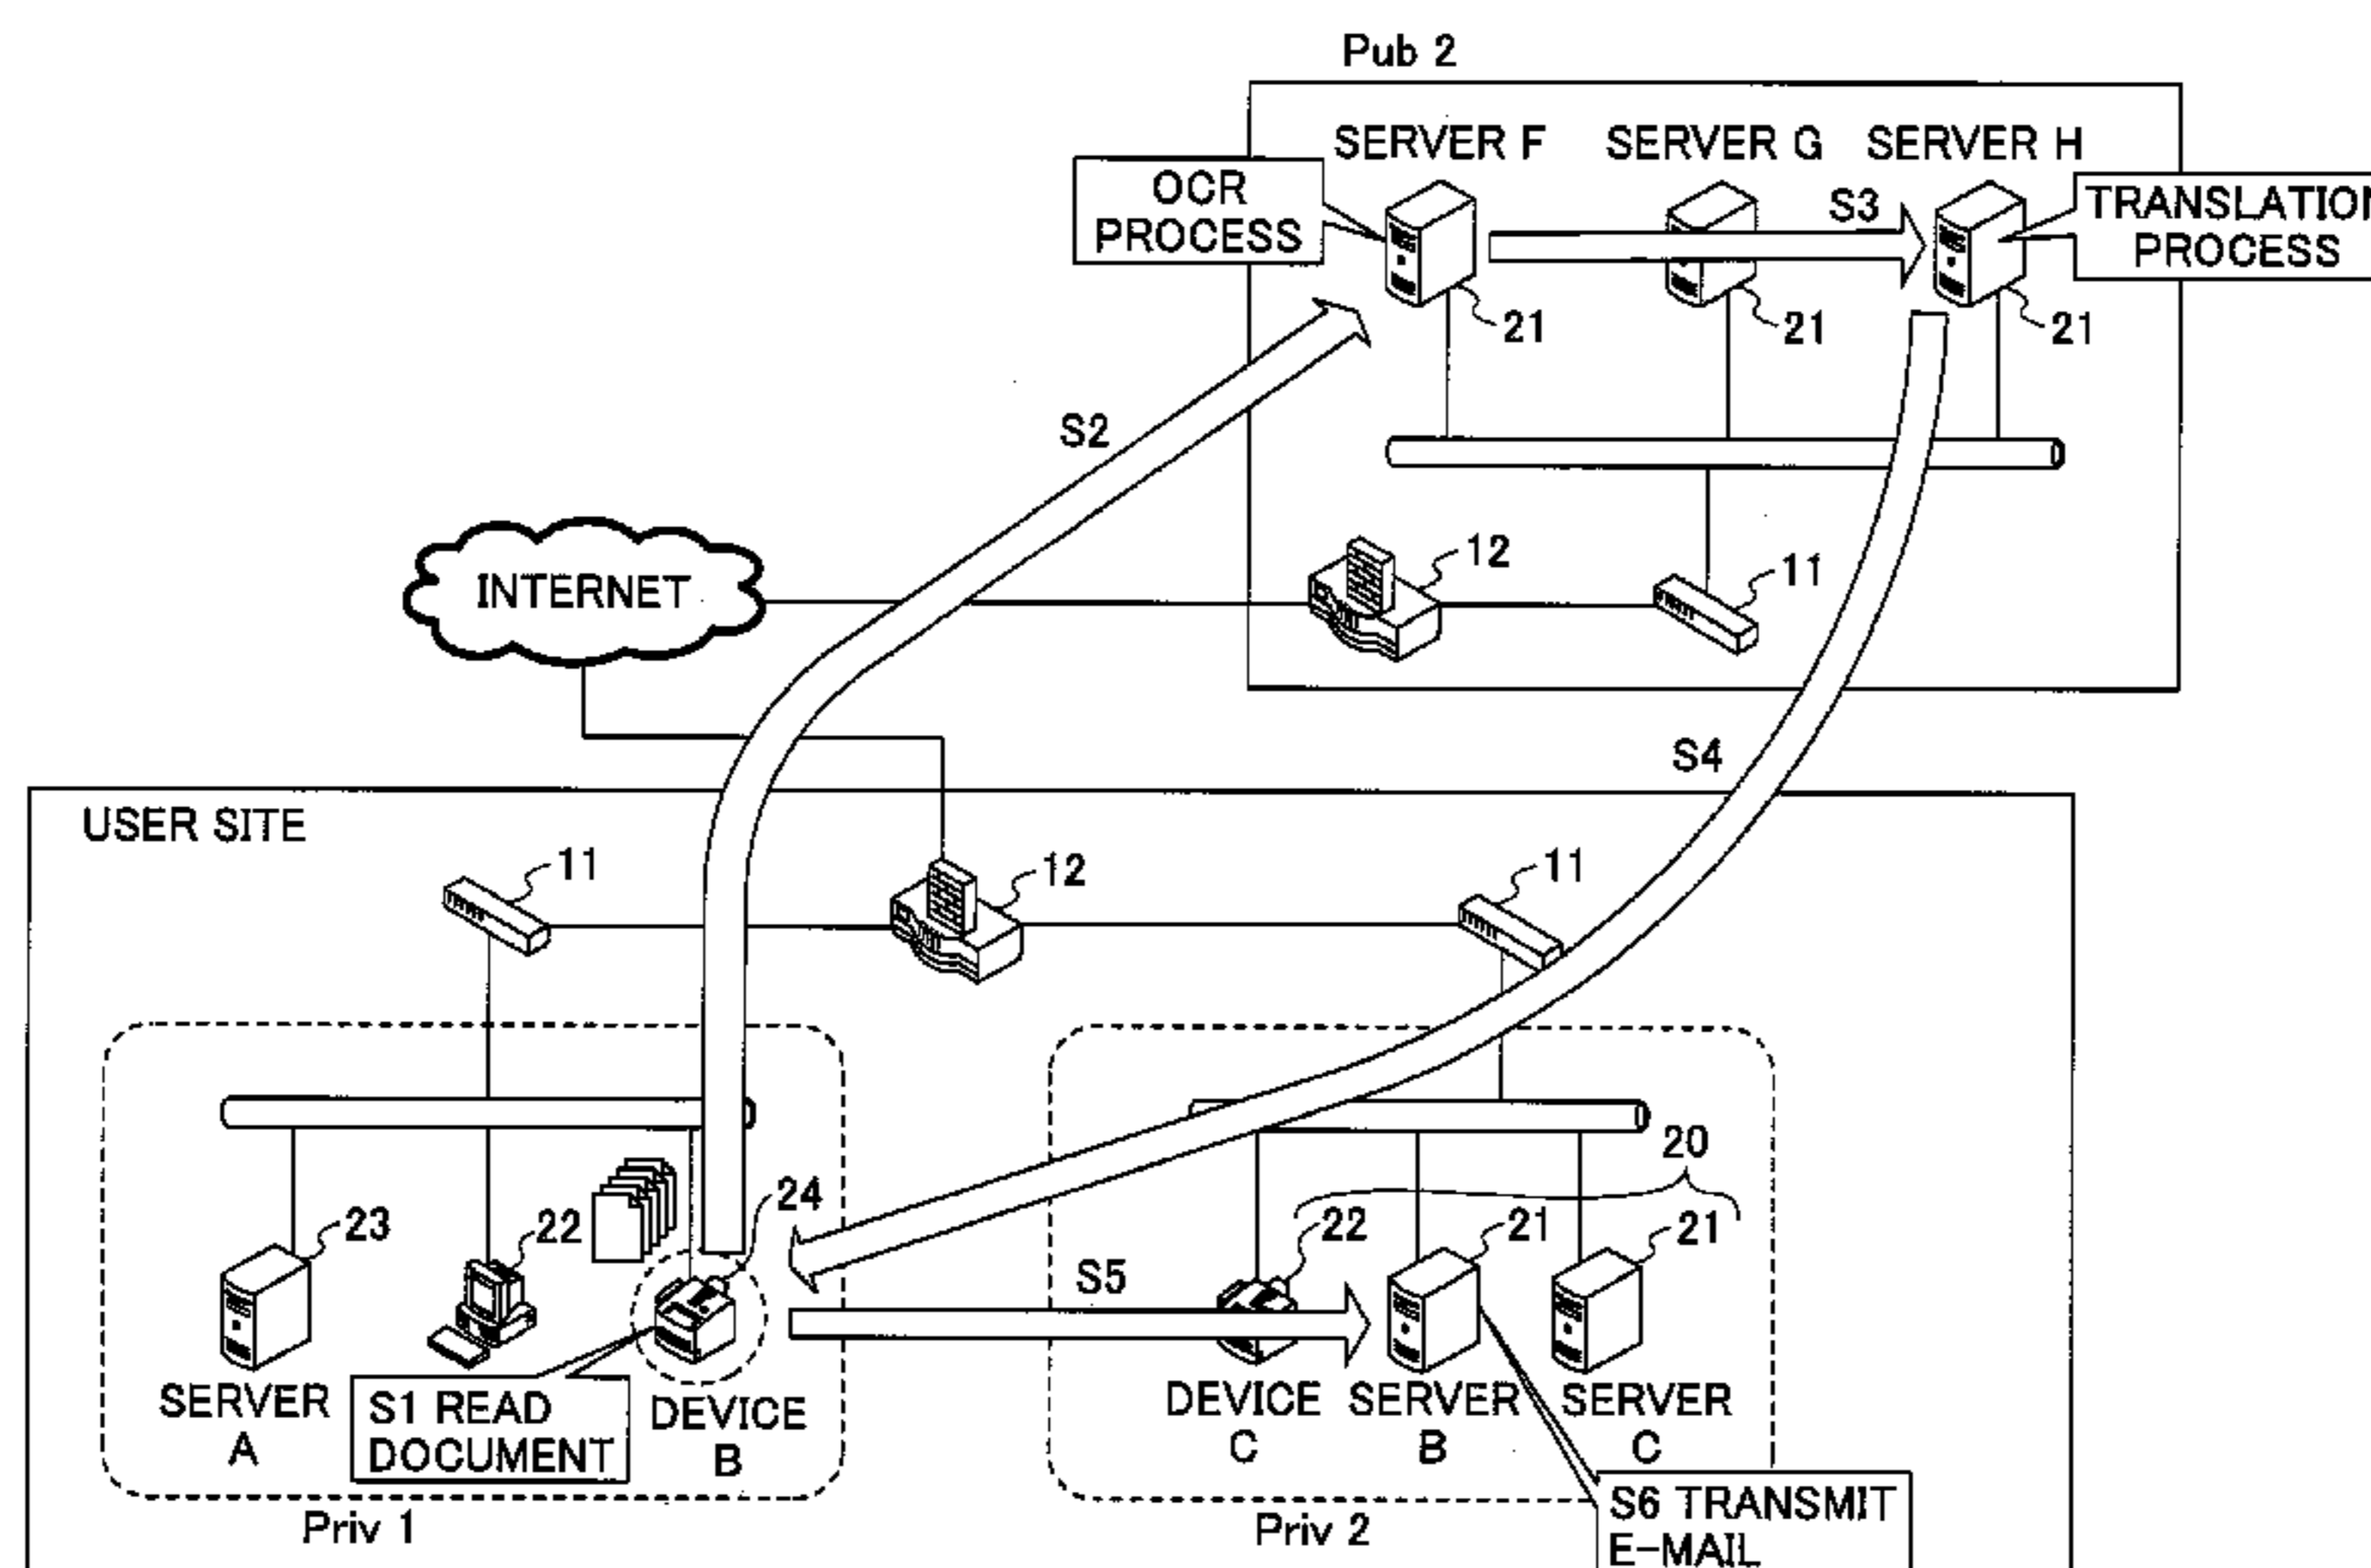 Pub 2
SERVER F
SERVER G
SERVER H
OCR
PROCESS
S3
TRANSLATION
PROCESS
21
21
21
S2
INTERNET
12
11
S4
USER SITE
11
12
11
20
24
23
22
22
21
21
S5
SERVER
A
S1 READ
DOCUMENT
DEVICE
B
DEVICE
C
SERVER
B
SERVER
C
Priv 1
Priv 2
S6 TRANSMIT
E-MAIL